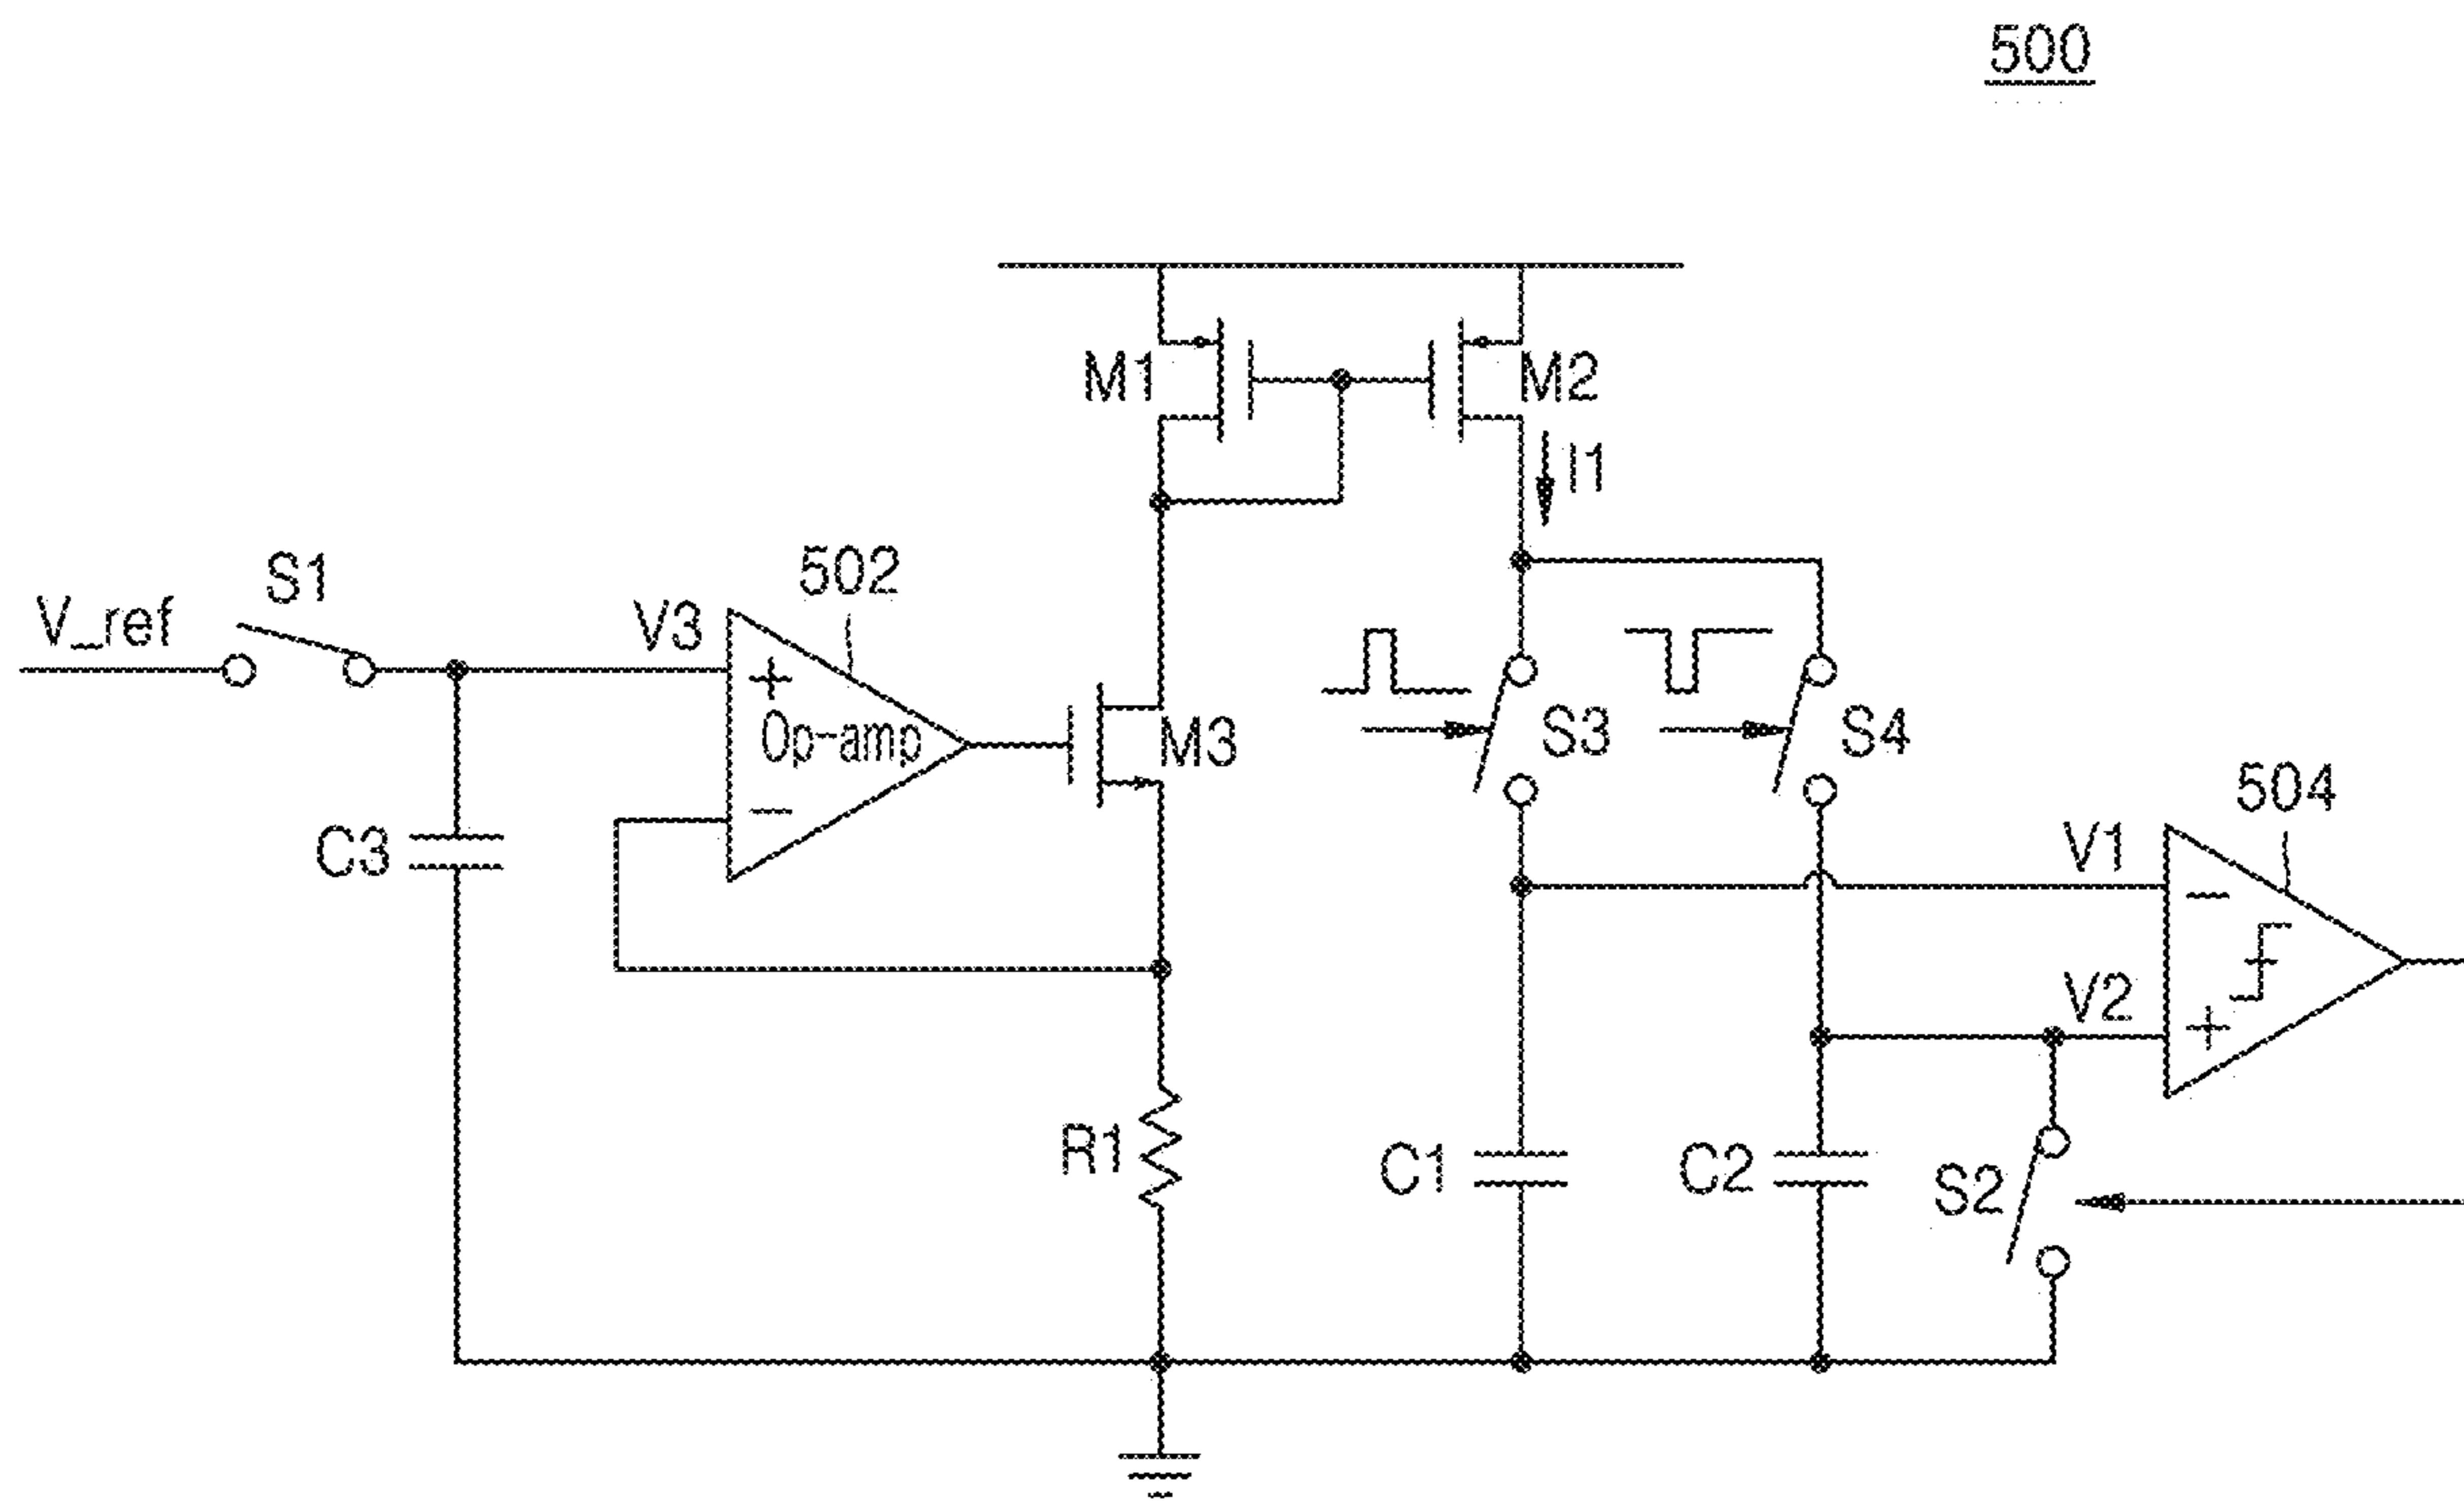 500
M1
M2
I1
S1
502
V_ref
V3
+
Op-amp
−
M3
S3
S4
504
C3
V1
−
V2
+
R1
C1
C2
S2